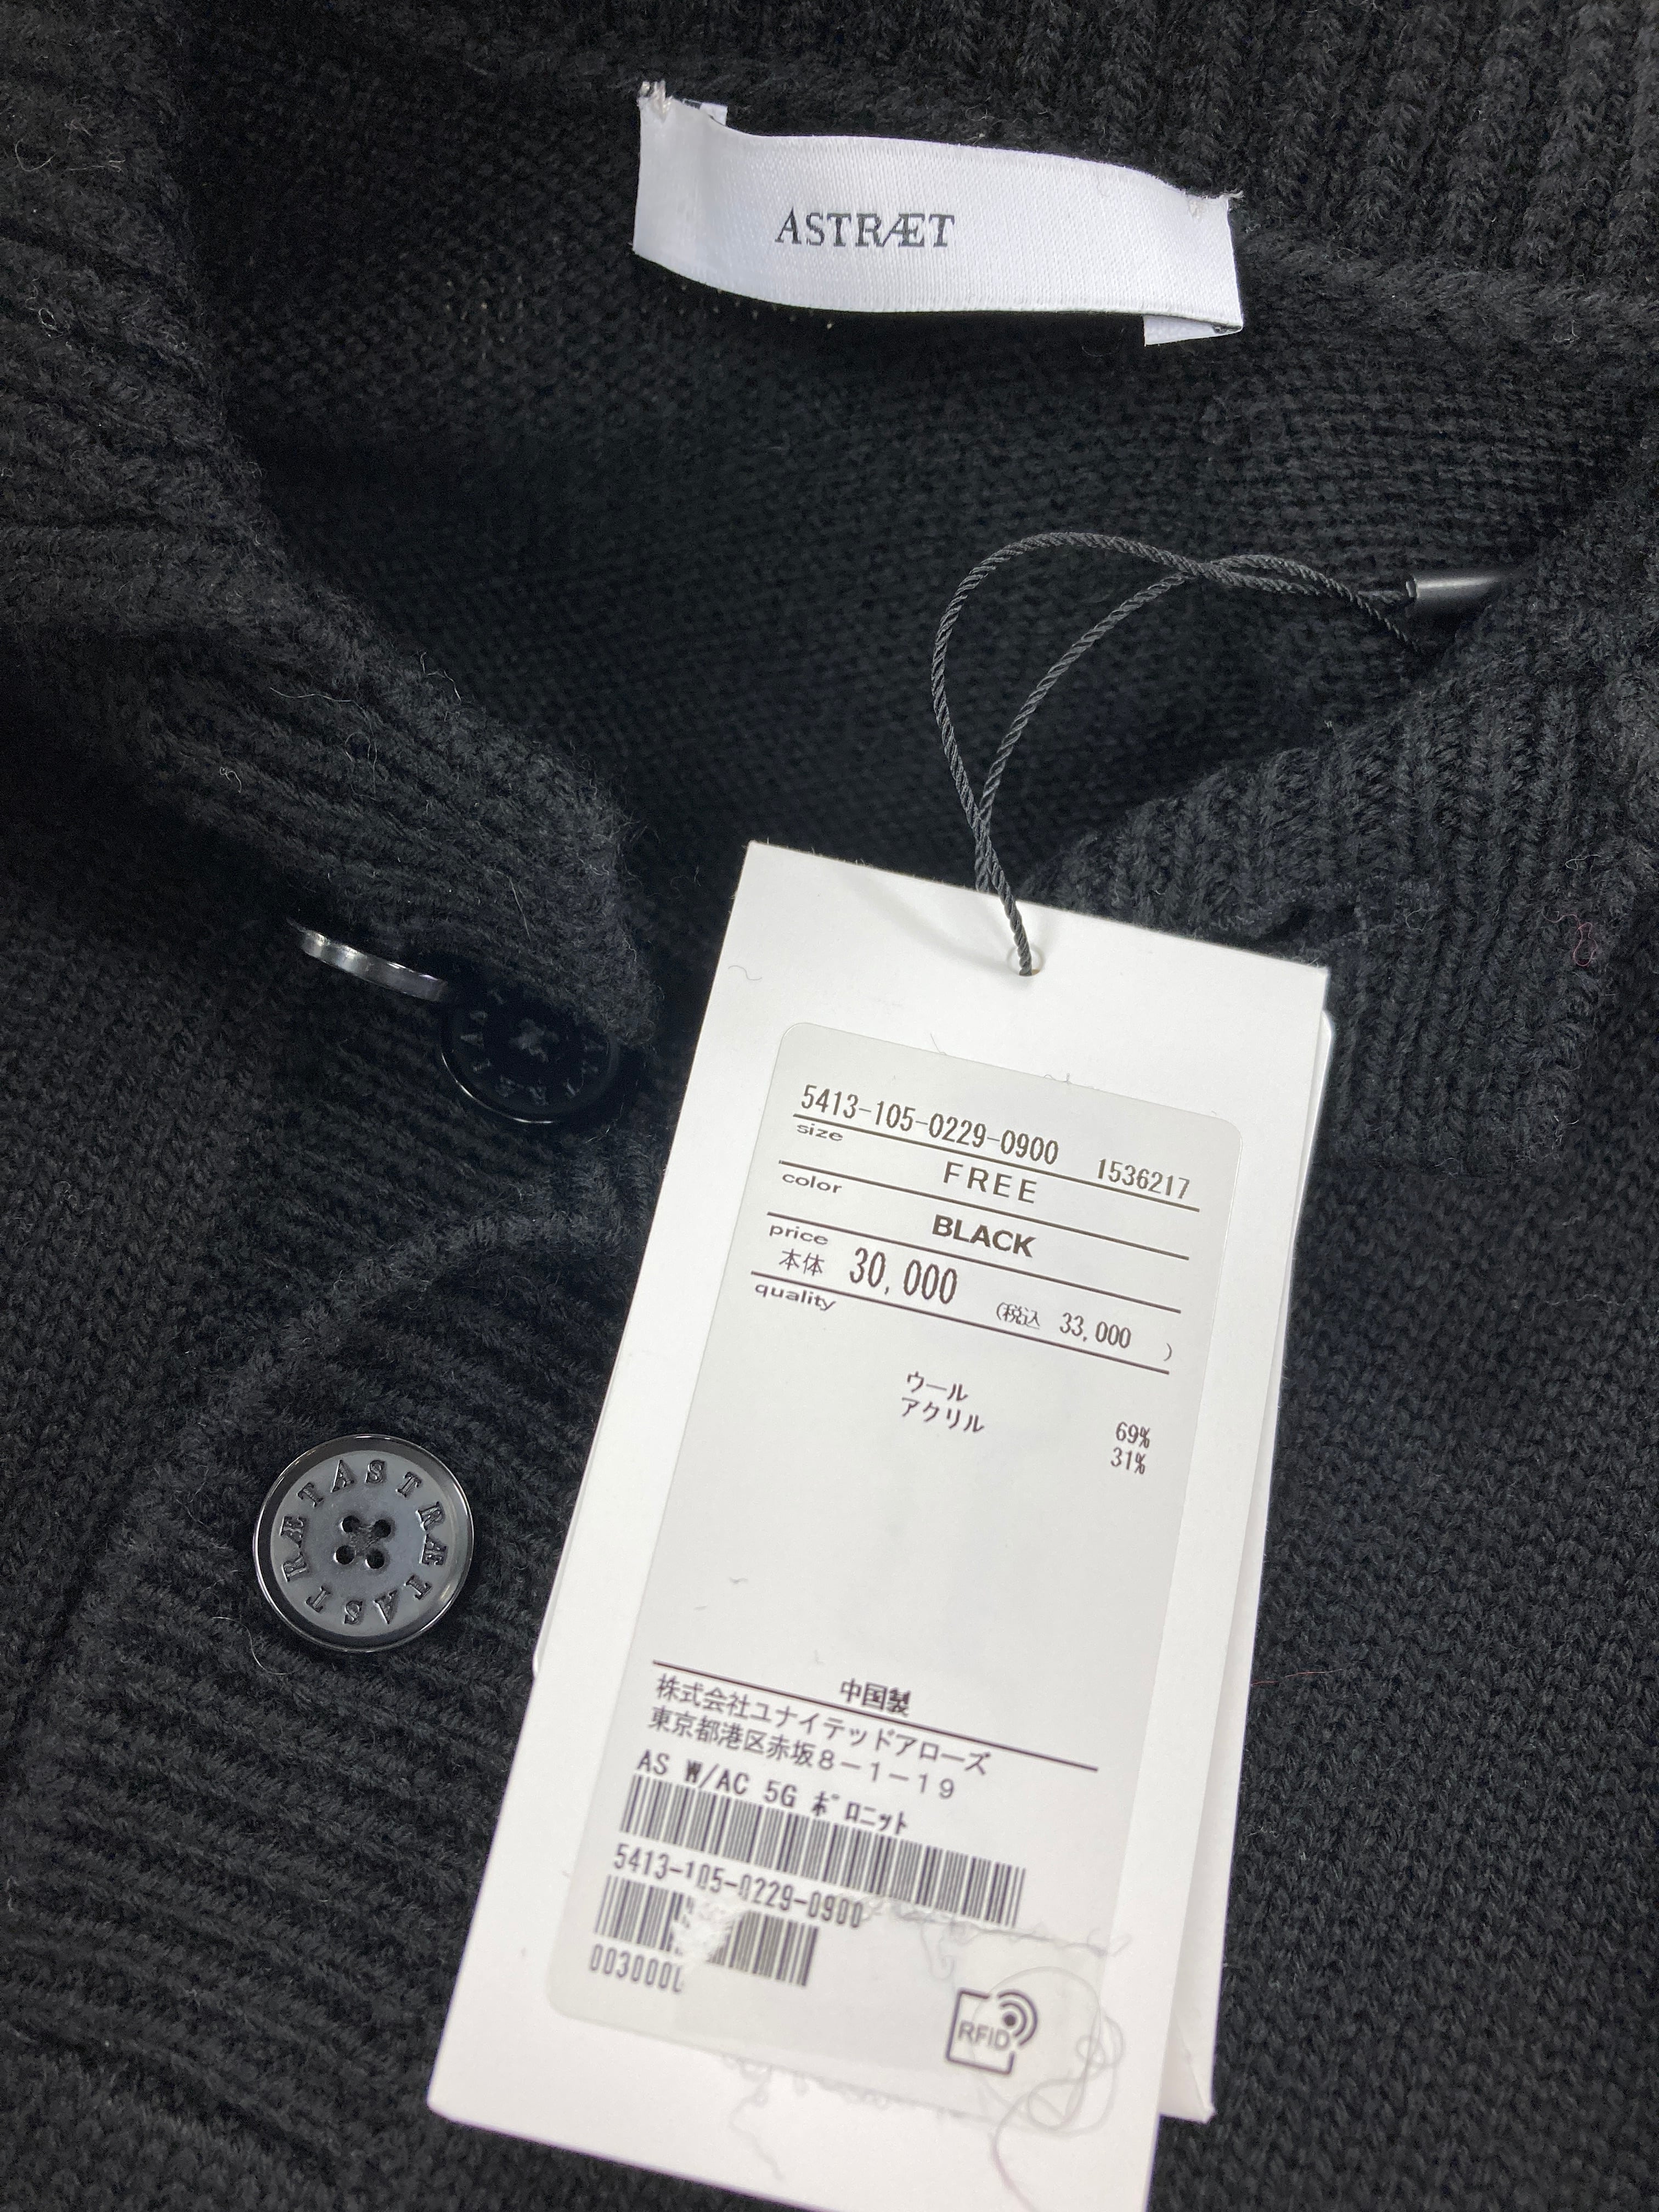 ASTRÆT
5413-105-0229-0900 1536217
size
FREE
color
BLACK
price
本体 30,000 (税込 33,000 )
quality
ウール 69%
アクリル 31%
中国製
株式会社ユナイテッドアローズ
東京都港区赤坂8-1-19
AS W/AC 5G ポロニット
5413-105-0229-0900
003000
RFID
ASTRÆTASTRÆT